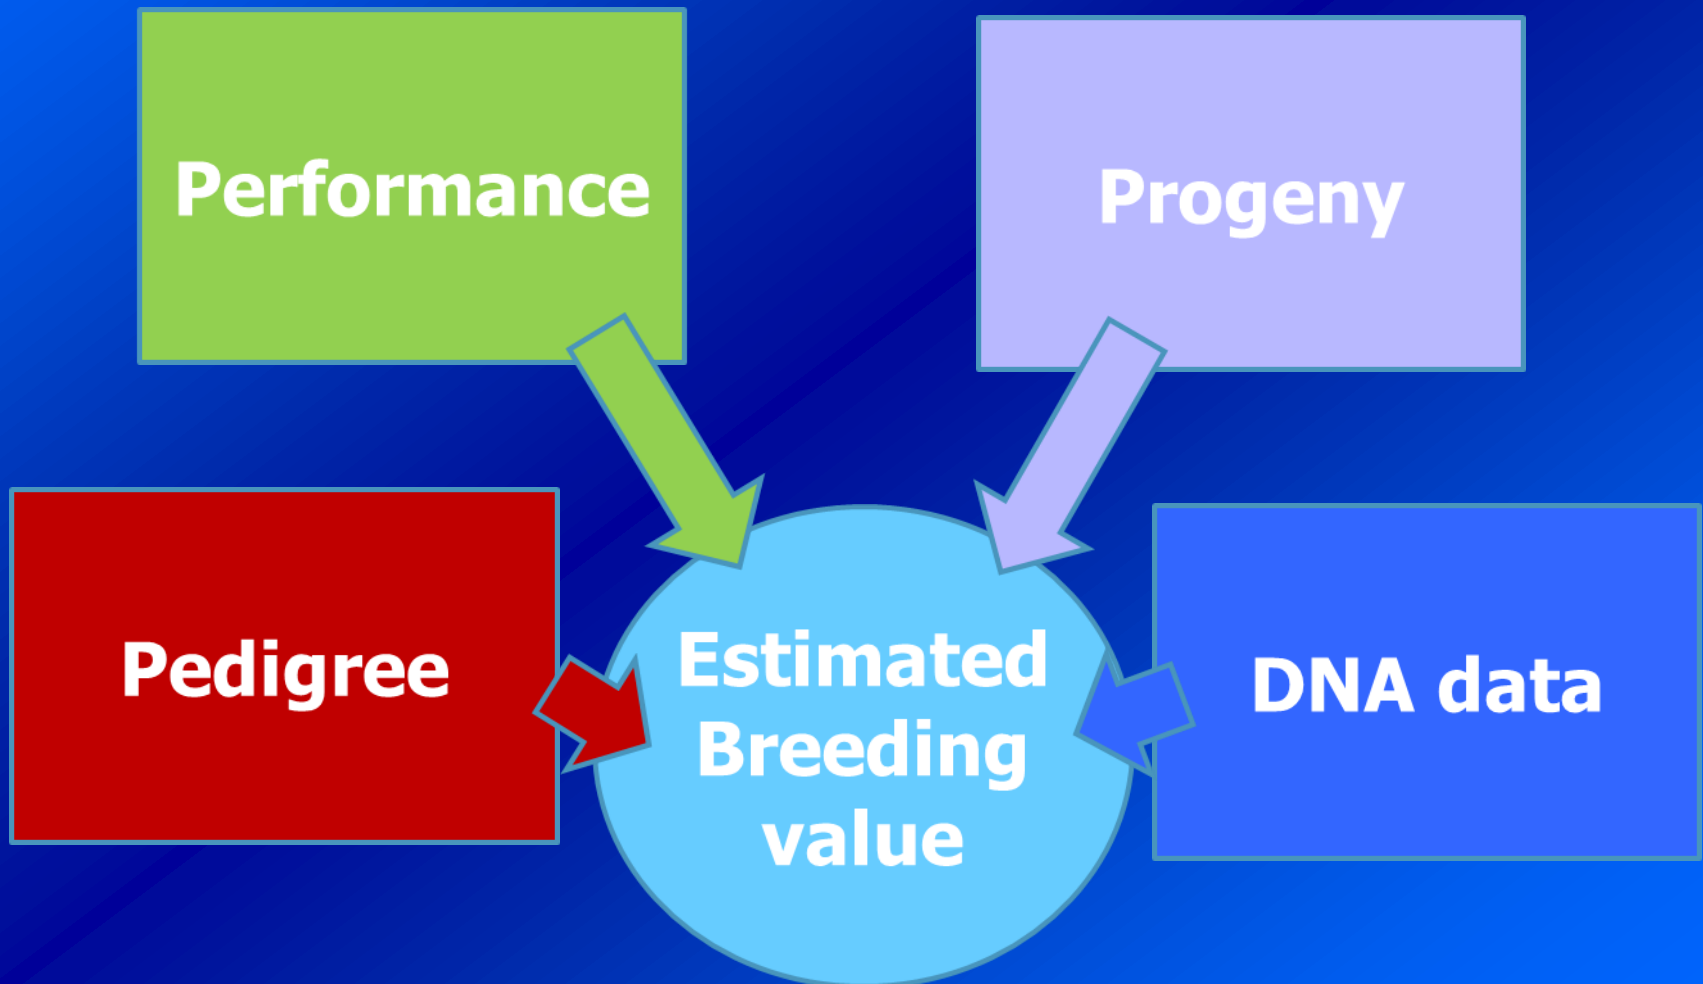 Performance
Progeny
Pedigree
Estimated
Breeding
value
DNA data